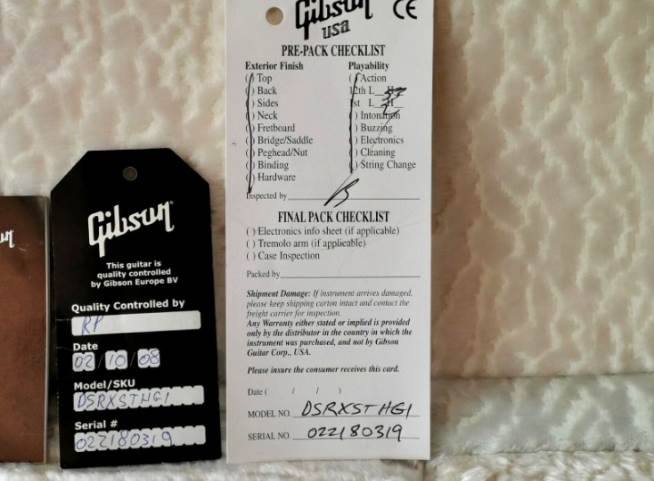 Gibson
This guitar is
quality controlled
by Gibson Europe BV
Quality Controlled by
RP
Date
02 10 08
Model/SKU
DSRXSTHG1
Serial #
022180319
Gibson
USA
CE
PRE-PACK CHECKLIST
Exterior Finish Playability
( ) Top ( ) Action
( ) Back 12th L
( ) Sides 1st L
( ) Neck ( ) Intonation
( ) Fretboard ( ) Buzzing
( ) Bridge/Saddle ( ) Electronics
( ) Peghead/Nut ( ) Cleaning
( ) Binding ( ) String Change
( ) Hardware
Inspected by
FINAL PACK CHECKLIST
( ) Electronics info sheet (if applicable)
( ) Tremolo arm (if applicable)
( ) Case Inspection
Packed by
Shipment Damage: If instrument arrives damaged,
please keep shipping carton intact and contact the
freight carrier for inspection.
Any Warranty either stated or implied is provided
only by the distributor in the country in which the
instrument was purchased, and not by Gibson
Guitar Corp., USA.
Please insure the consumer receives this card.
Date ( / / )
MODEL NO. DSRXSTHG1
SERIAL NO. 022180319